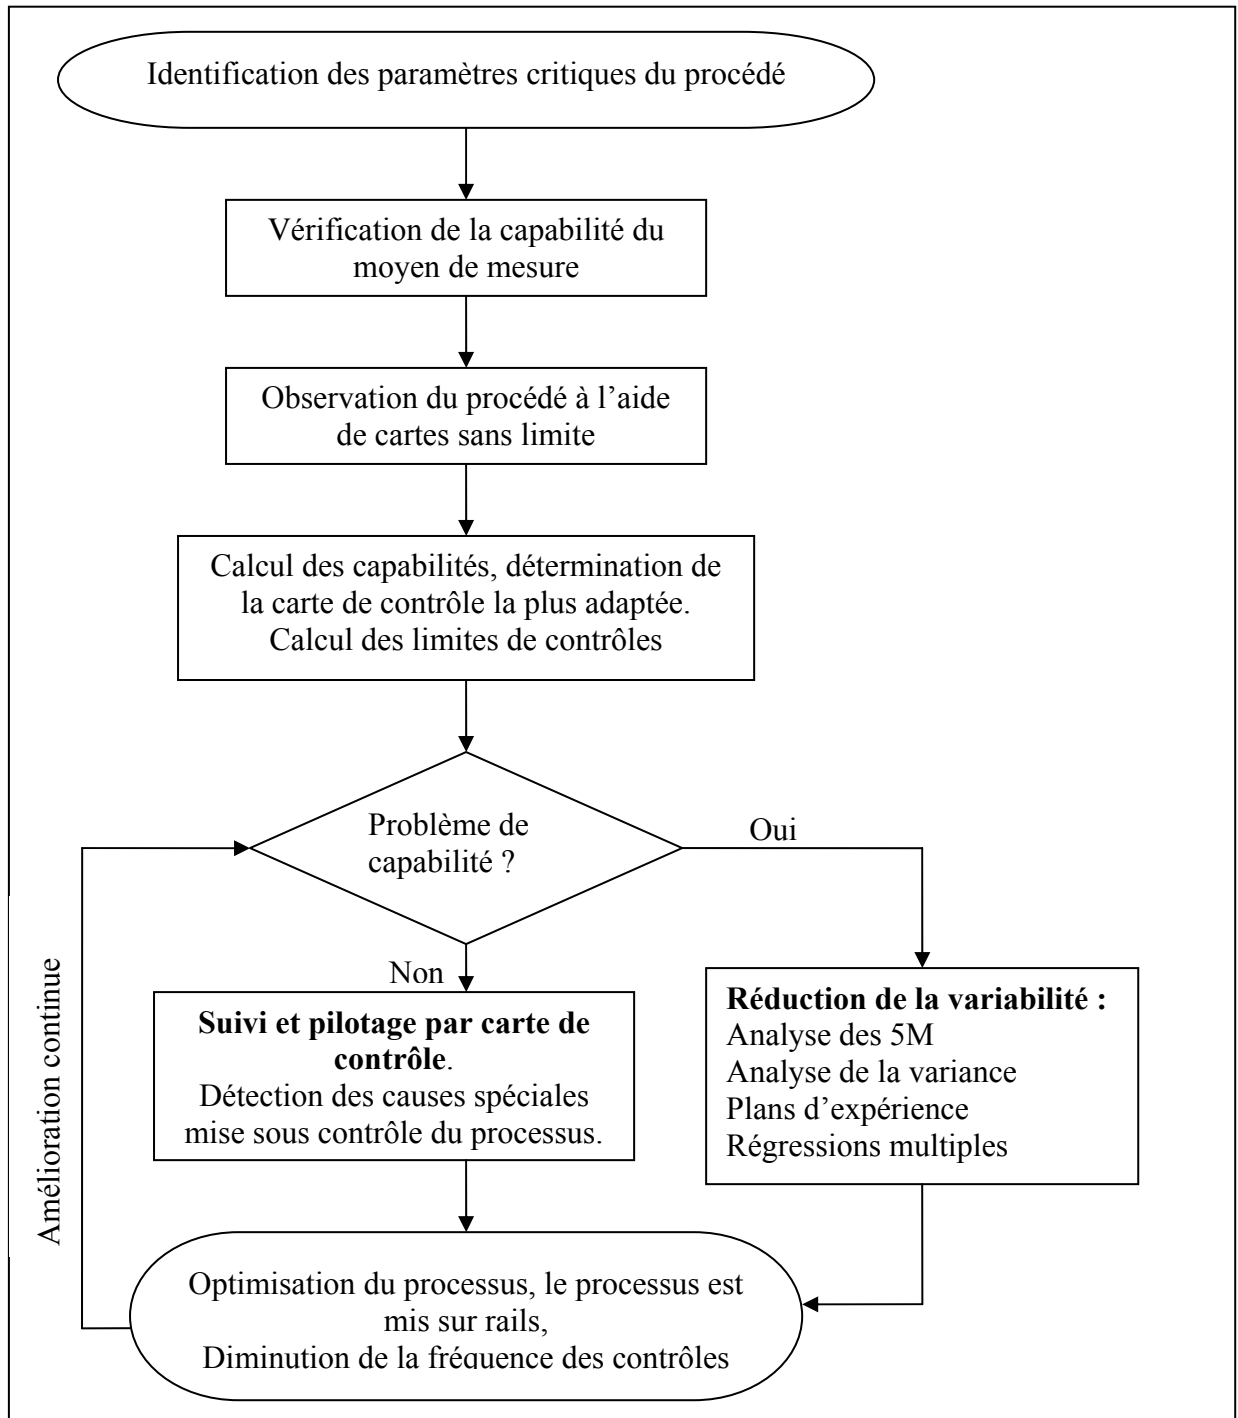 Identification des paramètres critiques du procédé
Vérification de la capabilité du
moyen de mesure
Observation du procédé à l’aide
de cartes sans limite
Calcul des capabilités, détermination de
la carte de contrôle la plus adaptée.
Calcul des limites de contrôles
Problème de
capabilité ?
Oui
Non
Suivi et pilotage par carte de
contrôle.
Détection des causes spéciales
mise sous contrôle du processus.
Réduction de la variabilité :
Analyse des 5M
Analyse de la variance
Plans d’expérience
Régressions multiples
Amélioration continue
Optimisation du processus, le processus est
mis sur rails,
Diminution de la fréquence des contrôles